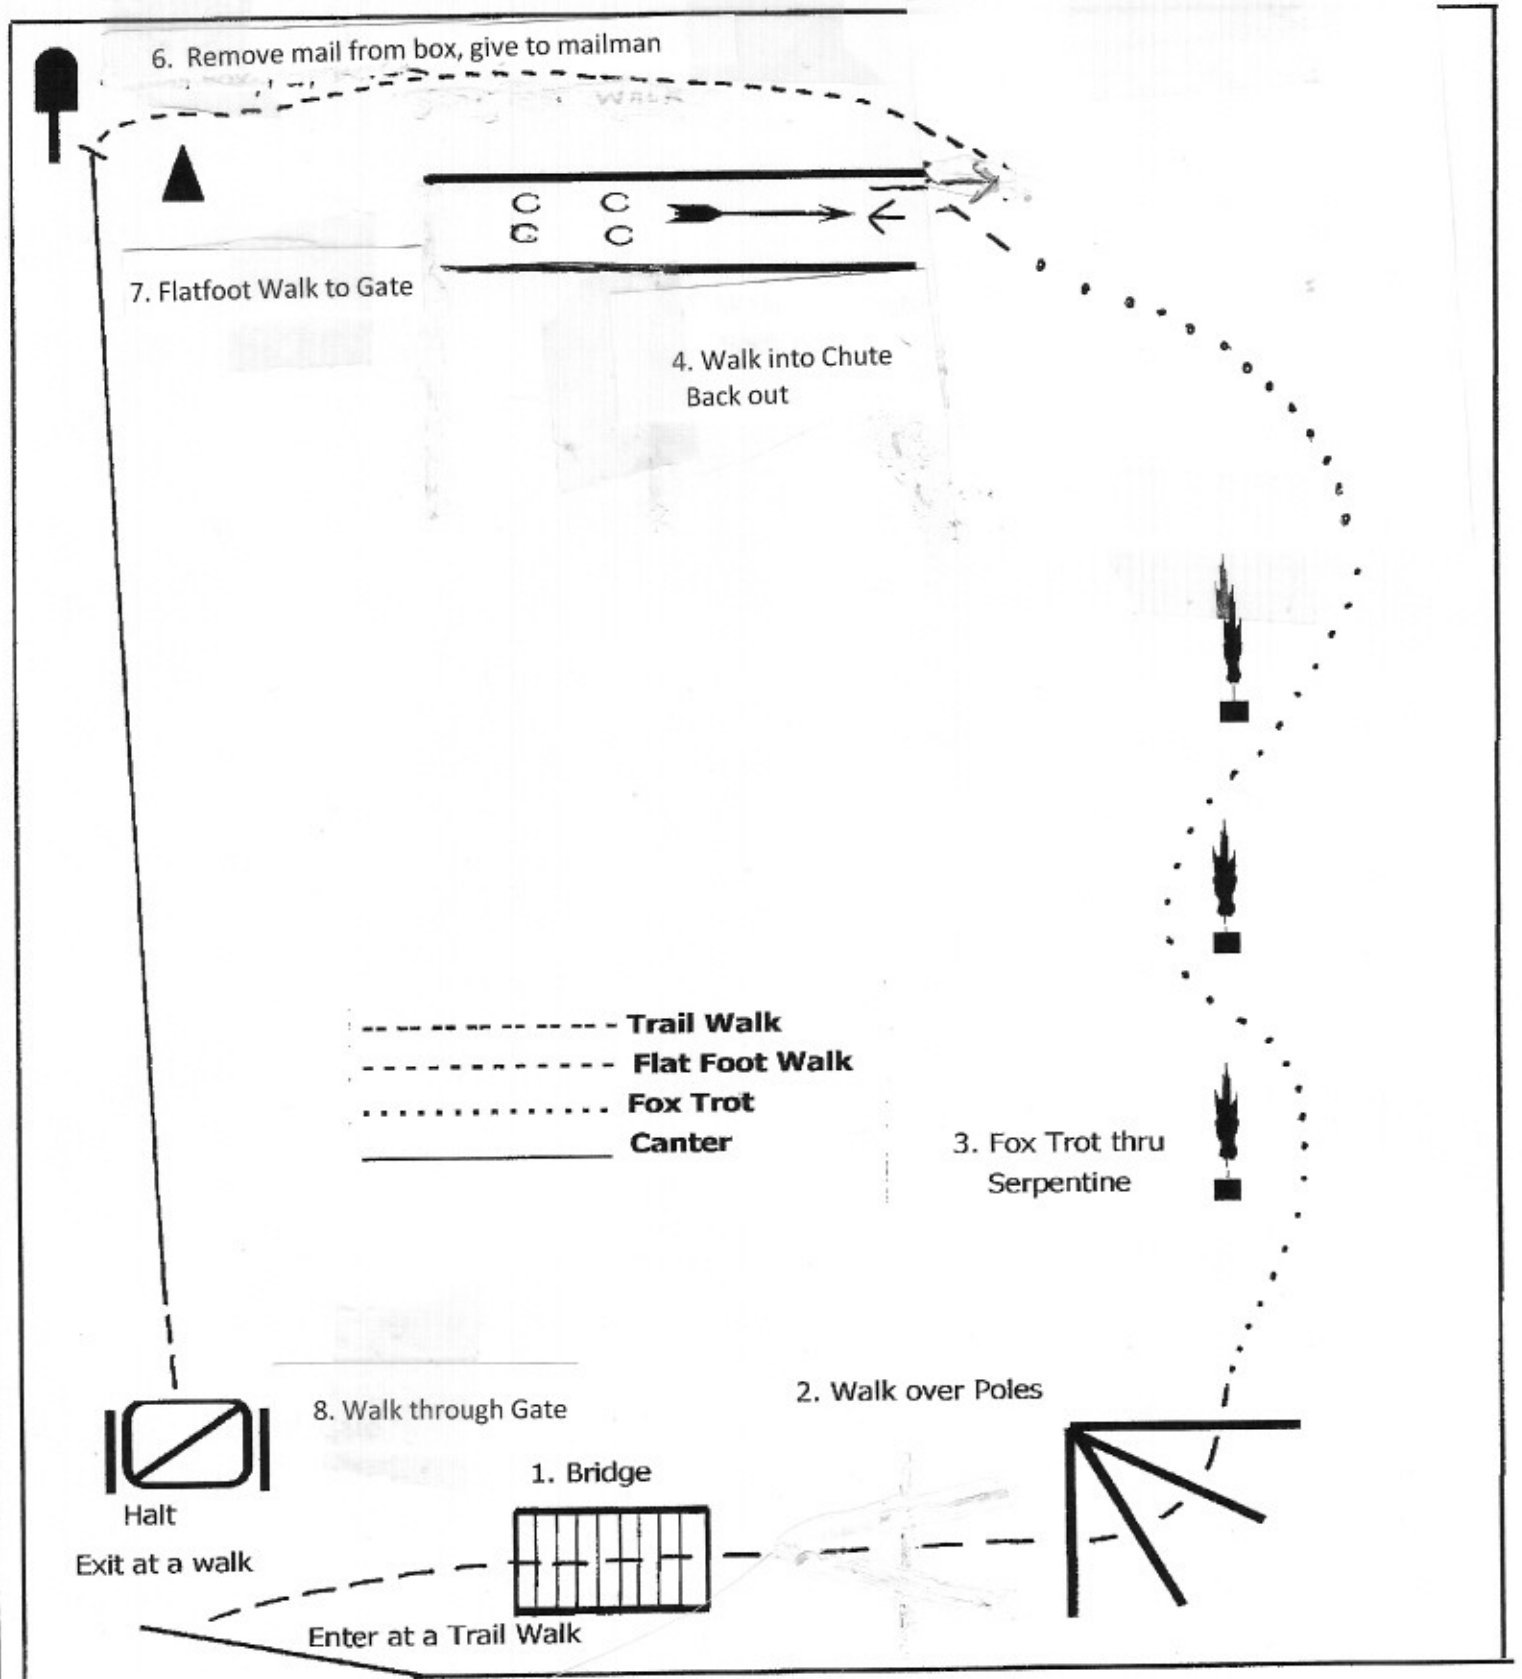 6. Remove mail from box, give to mailman
WALK
7. Flatfoot Walk to Gate
4. Walk into Chute
Back out
Trail Walk
Flat Foot Walk
Fox Trot
Canter
3. Fox Trot thru
Serpentine
2. Walk over Poles
8. Walk through Gate
1. Bridge
Halt
Exit at a walk
Enter at a Trail Walk